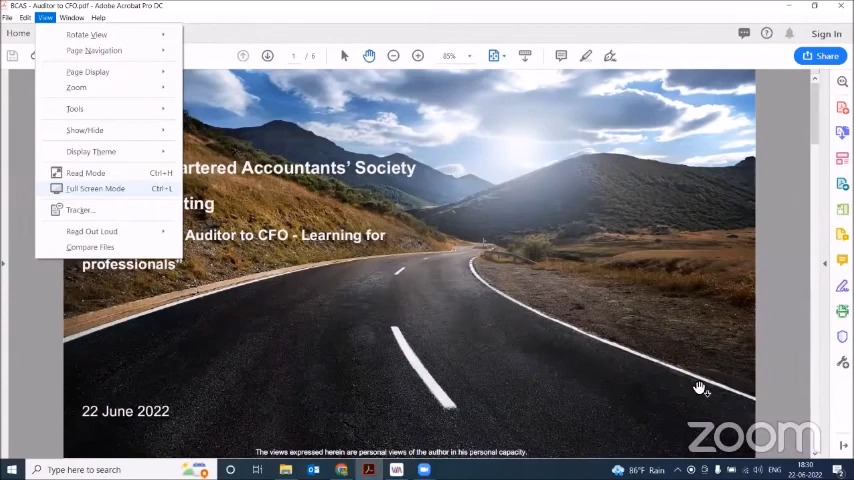 BCAS - Auditor to CFO.pdf - Adobe Acrobat Pro DC
File Edit View Window Help
Home
Sign In
1 / 6
85%
Share
Rotate View
Page Navigation
Page Display
Zoom
Tools
Show/Hide
Display Theme
Read Mode Ctrl+H
Full Screen Mode Ctrl+L
Tracker...
Read Out Loud
Compare Files
artered Accountants' Society
ting
Auditor to CFO - Learning for
professionals"
22 June 2022
The views expressed herein are personal views of the author in his personal capacity.
zoom
Type here to search
86°F Rain
ENG
18:30
22-06-2022